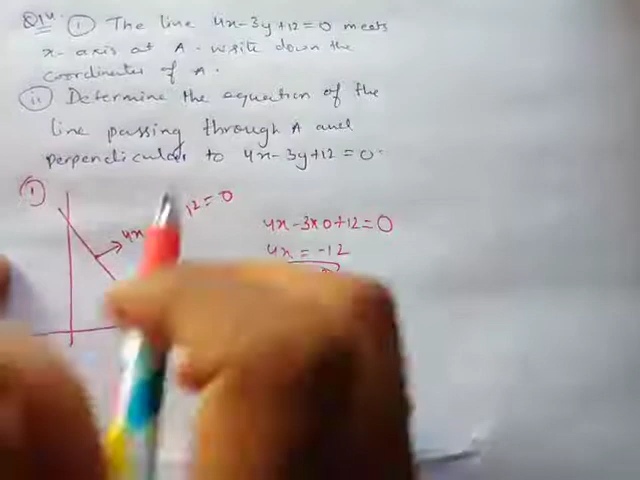 Q14. (i) The line 4x-3y+12=0 meets
x-axis at A. write down the
coordinates of A.
(ii) Determine the equation of the
line passing through A and
perpendicular to 4x-3y+12=0.
(i)
4x 12=0
4x-3x0+12=0
4x = -12